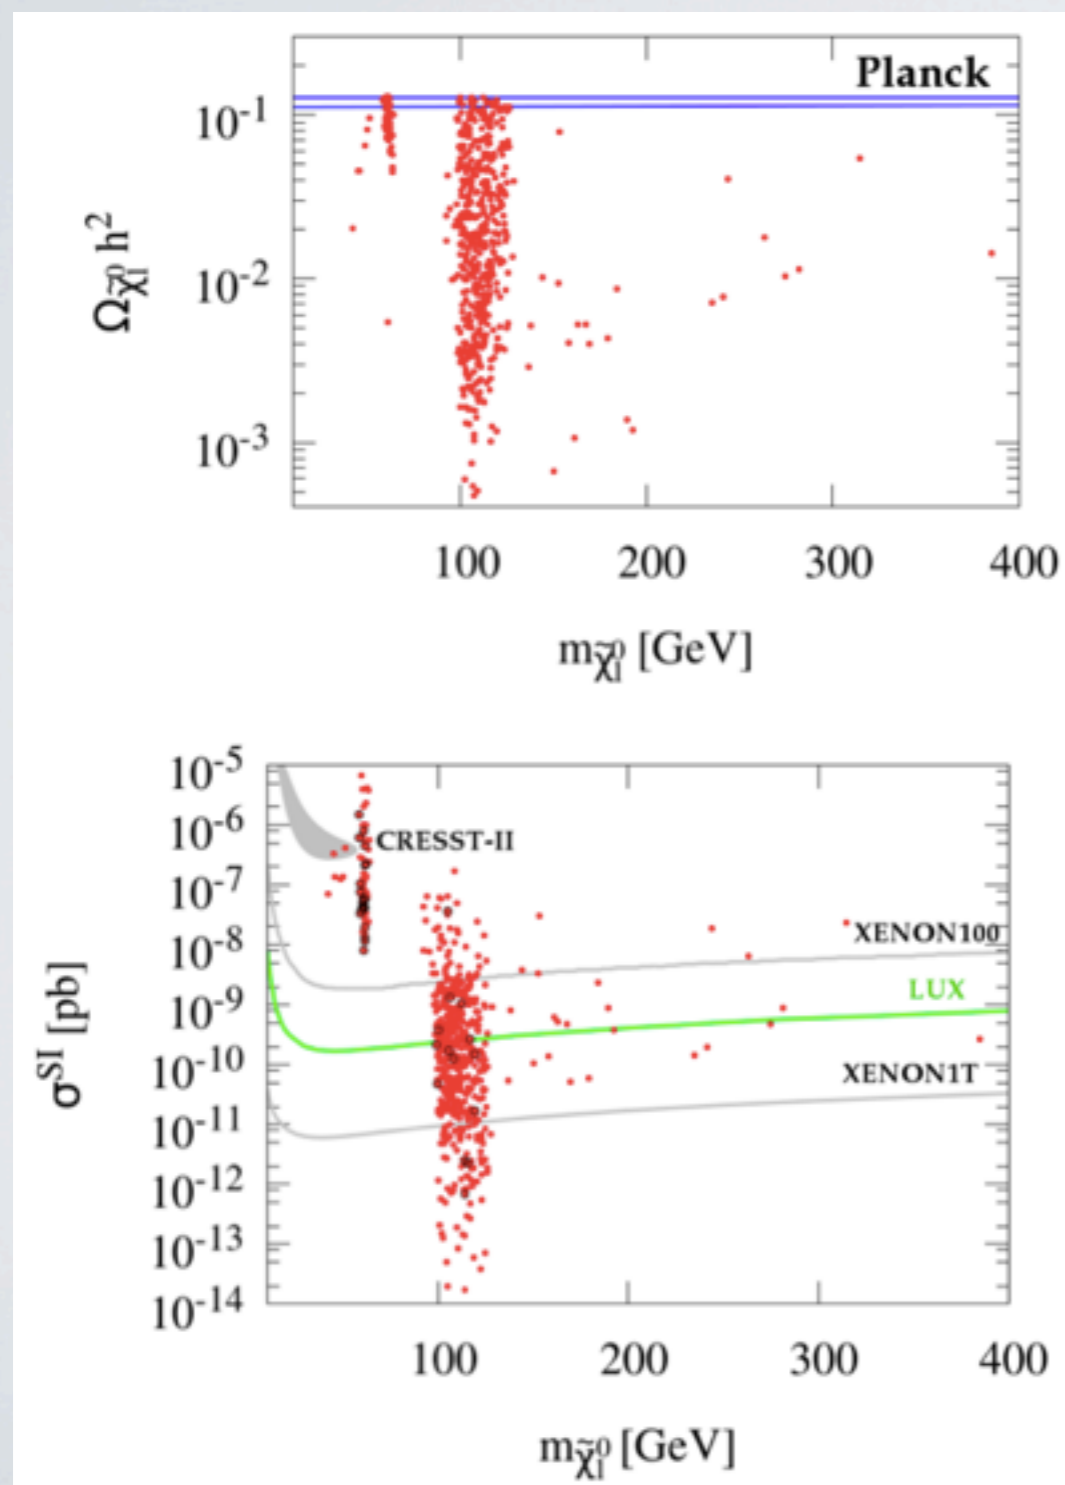 Planck
10⁻¹
10⁻²
10⁻³
Ωχ̃₁⁰ h²
100 200 300 400
mχ̃₁⁰ [GeV]
10⁻⁵
10⁻⁶
CRESST-II
10⁻⁷
10⁻⁸
XENON100
10⁻⁹
LUX
10⁻¹⁰
XENON1T
10⁻¹¹
10⁻¹²
10⁻¹³
10⁻¹⁴
σˢᴵ [pb]
100 200 300 400
mχ̃₁⁰ [GeV]